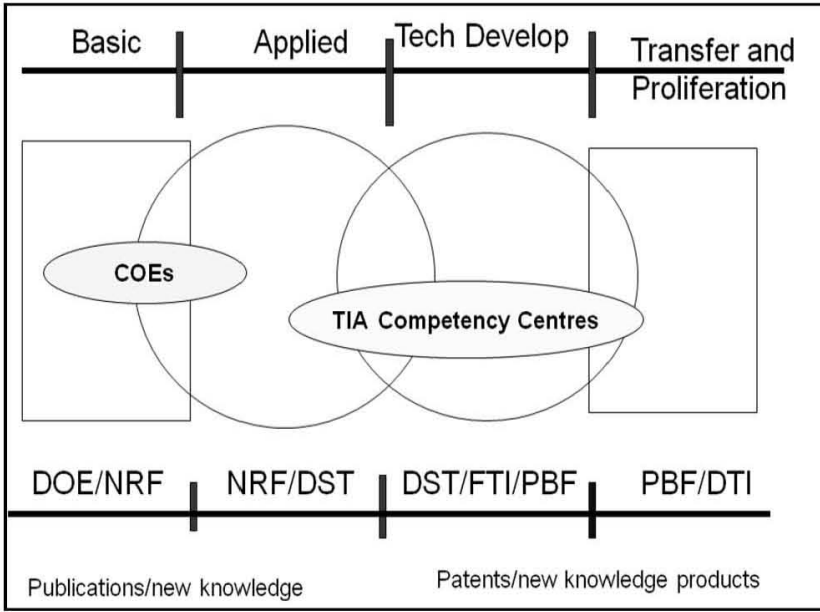 Basic
Applied
Tech Develop
Transfer and
Proliferation
COEs
TIA Competency Centres
DOE/NRF
NRF/DST
DST/FTI/PBF
PBF/DTI
Publications/new knowledge
Patents/new knowledge products